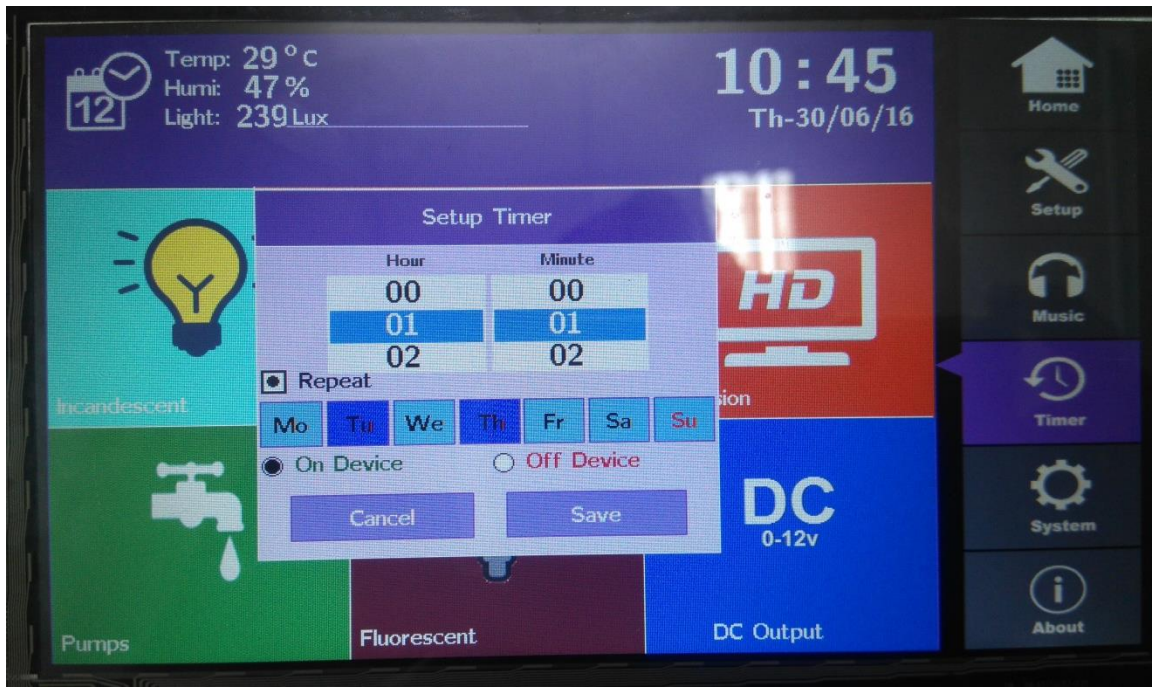 Temp: 29°C
Humi: 47%
Light: 239 Lux
12
10:45
Th-30/06/16
Setup Timer
Hour Minute
00 00
01 01
02 02
Repeat
Mo Tu We Th Fr Sa Su
On Device Off Device
Cancel Save
Incandescent
HD
sion
Pumps
Fluorescent
DC
0-12v
DC Output
Home
Setup
Music
Timer
System
i
About